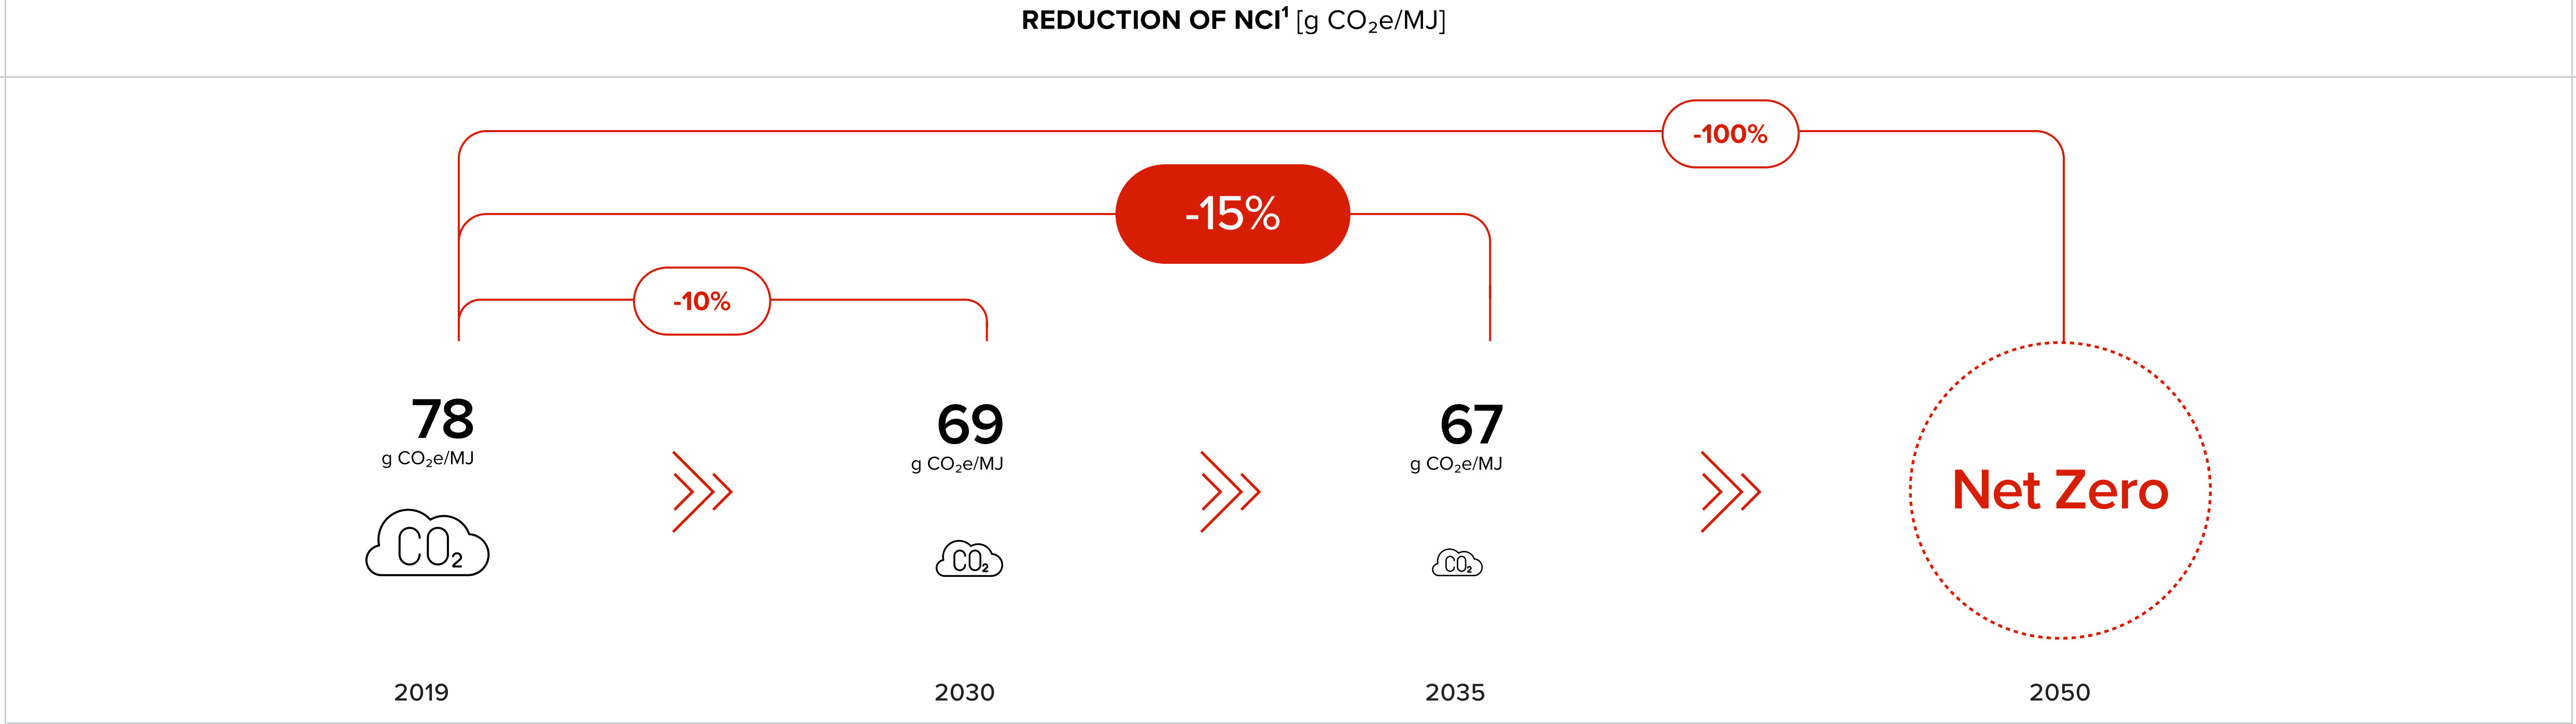 REDUCTION OF NCI¹ [g CO₂e/MJ]
-100%
-15%
-10%
78
g CO₂e/MJ
69
g CO₂e/MJ
67
g CO₂e/MJ
Net Zero
CO₂
CO₂
CO₂
2019
2030
2035
2050